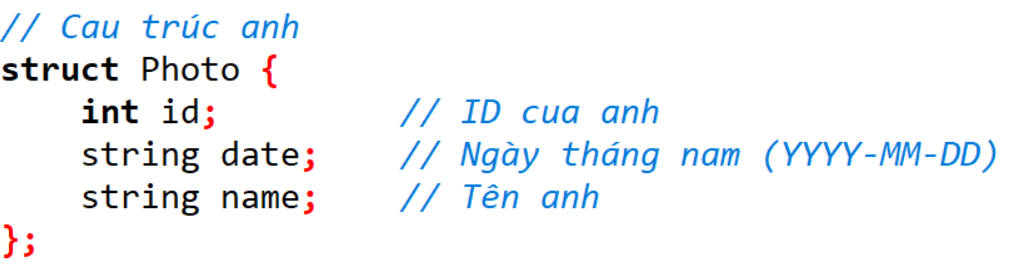 // Cau trúc anh
struct Photo {
    int id;         // ID cua anh
    string date;    // Ngày tháng nam (YYYY-MM-DD)
    string name;    // Tên anh
};